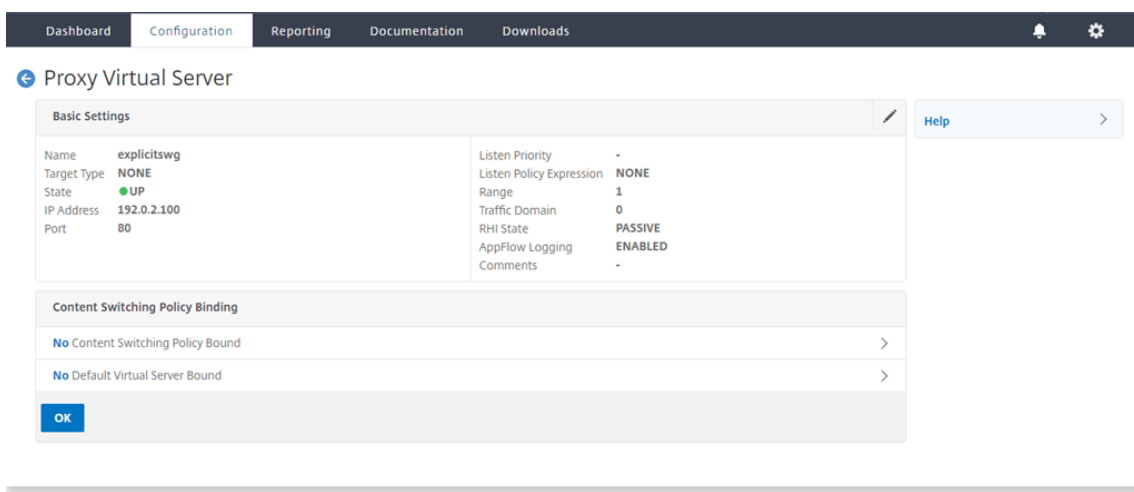 Dashboard Configuration Reporting Documentation Downloads
Proxy Virtual Server
Basic Settings
Help
Name explicitswg
Target Type NONE
State UP
IP Address 192.0.2.100
Port 80
Listen Priority -
Listen Policy Expression NONE
Range 1
Traffic Domain 0
RHI State PASSIVE
AppFlow Logging ENABLED
Comments -
Content Switching Policy Binding
No Content Switching Policy Bound
No Default Virtual Server Bound
OK